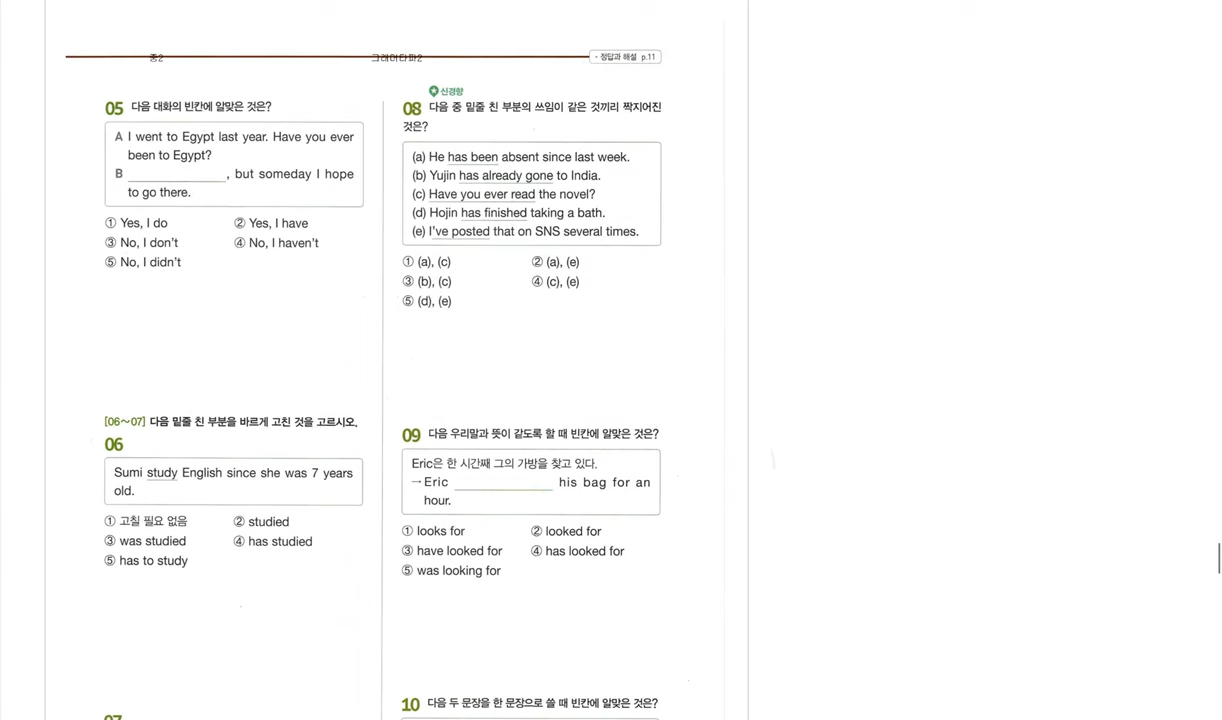 중2
그래머타파2
· 정답과 해설 p.11
05 다음 대화의 빈칸에 알맞은 것은?
A I went to Egypt last year. Have you ever
been to Egypt?
B ____________, but someday I hope
to go there.
① Yes, I do ② Yes, I have
③ No, I don't ④ No, I haven't
⑤ No, I didn't
[06~07] 다음 밑줄 친 부분을 바르게 고친 것을 고르시오.
06
Sumi study English since she was 7 years
old.
① 고칠 필요 없음 ② studied
③ was studied ④ has studied
⑤ has to study
신경향
08 다음 중 밑줄 친 부분의 쓰임이 같은 것끼리 짝지어진
것은?
(a) He has been absent since last week.
(b) Yujin has already gone to India.
(c) Have you ever read the novel?
(d) Hojin has finished taking a bath.
(e) I've posted that on SNS several times.
① (a), (c) ② (a), (e)
③ (b), (c) ④ (c), (e)
⑤ (d), (e)
09 다음 우리말과 뜻이 같도록 할 때 빈칸에 알맞은 것은?
Eric은 한 시간째 그의 가방을 찾고 있다.
→ Eric ____________ his bag for an
hour.
① looks for ② looked for
③ have looked for ④ has looked for
⑤ was looking for
10 다음 두 문장을 한 문장으로 쓸 때 빈칸에 알맞은 것은?